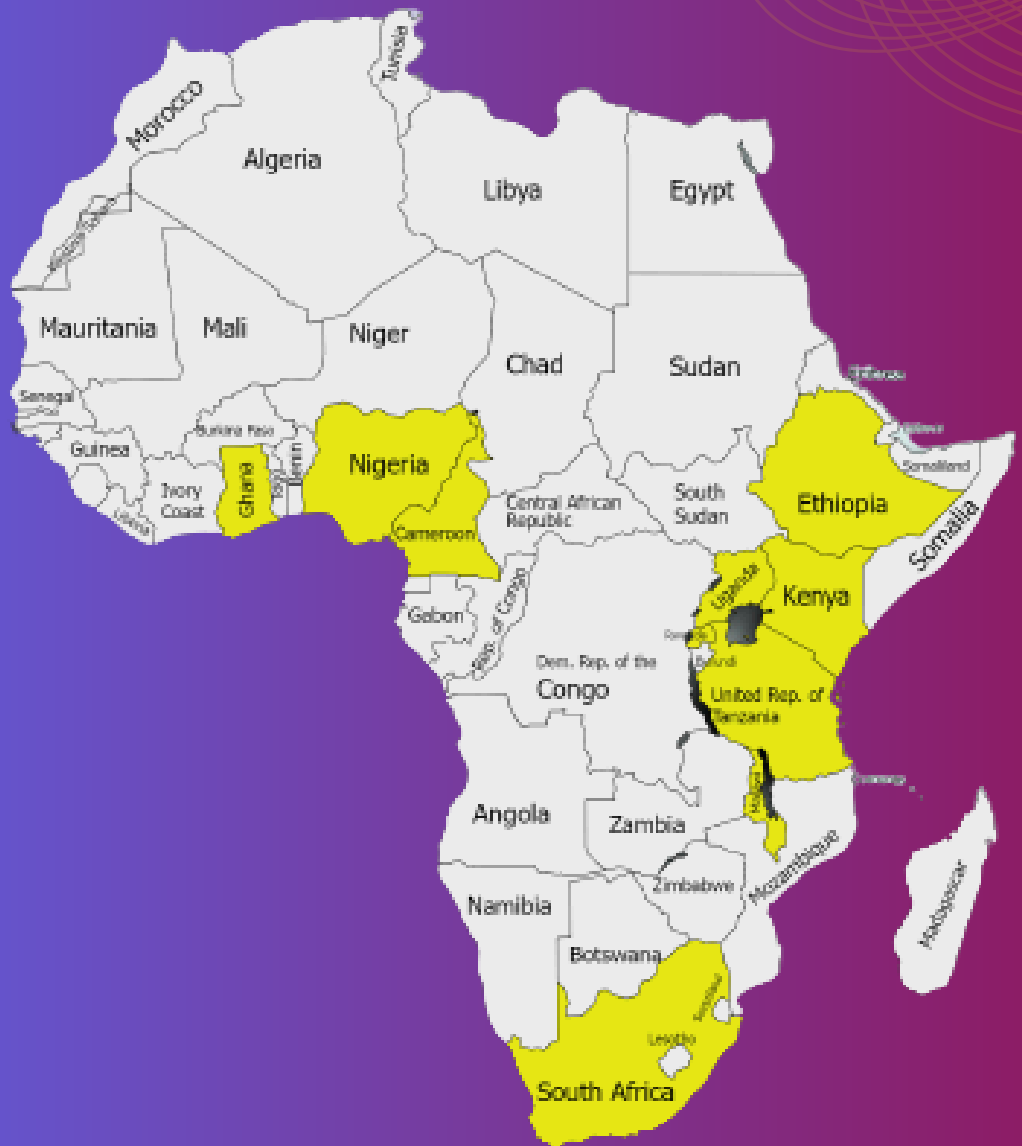 Tunisia
Morocco
Algeria
Libya
Egypt
Mauritania
Mali
Niger
Chad
Sudan
Senegal
Burkina Faso
Guinea
Ivory
Coast
Liberia
Ghana
Togo
Benin
Nigeria
Cameroon
Central African
Republic
South
Sudan
Ethiopia
Somaliland
Somalia
Gabon
Rep. of Congo
Dem. Rep. of the
Congo
Uganda
Kenya
Burundi
United Rep. of
Tanzania
Angola
Zambia
Malawi
Mozambique
Zimbabwe
Namibia
Botswana
Madagascar
Swaziland
Lesotho
South Africa